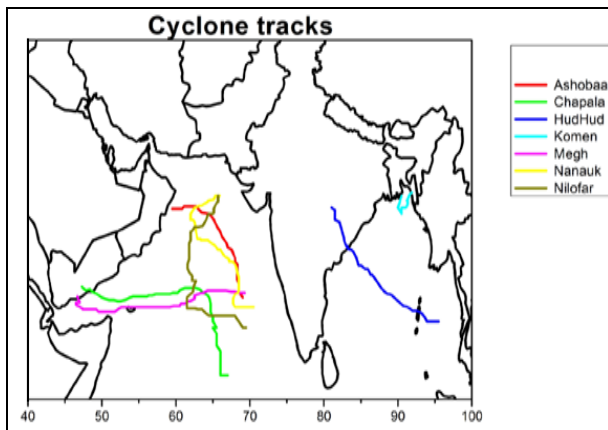 Cyclone tracks
Ashobaa
Chapala
HudHud
Komen
Megh
Nanauk
Nilofar
40 50 60 70 80 90 100